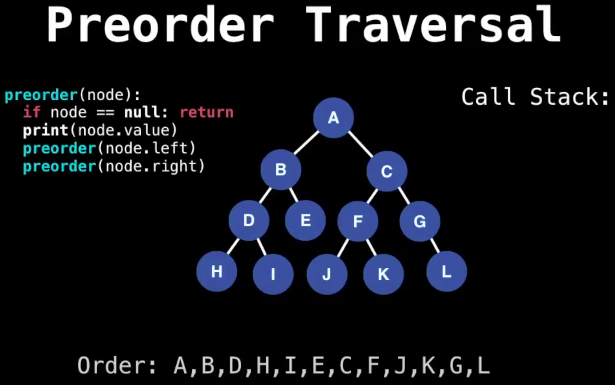 Preorder Traversal
preorder(node):
if node == null: return
print(node.value)
preorder(node.left)
preorder(node.right)
Call Stack:
A
B
C
D
E
F
G
H
I
J
K
L
Order: A,B,D,H,I,E,C,F,J,K,G,L